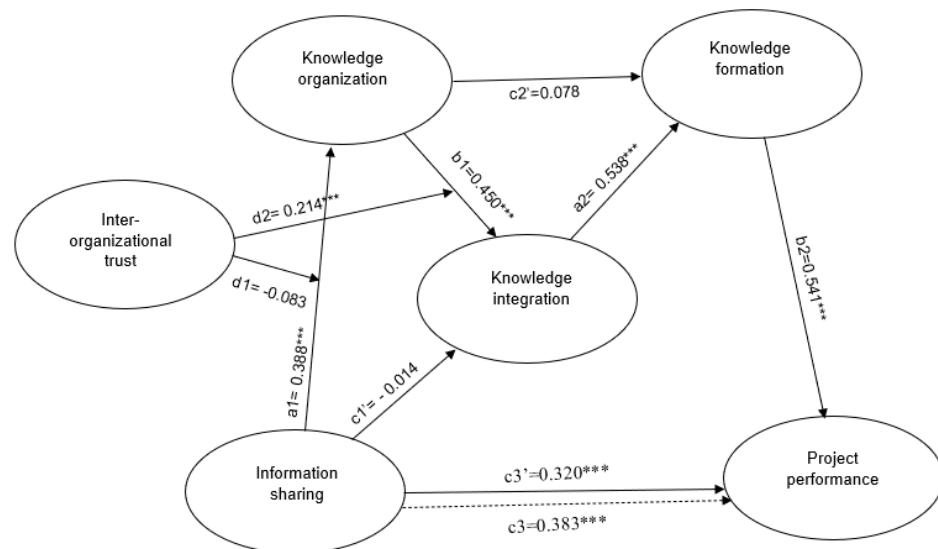 Knowledge
organization
Knowledge
formation
c2'=0.078
b1=0.450***
a2= 0.538***
d2= 0.214***
Inter-
organizational
trust
d1= -0.083
Knowledge
integration
b2=0.541***
a1= 0.388***
c1'= - 0.014
Information
sharing
c3’=0.320***
c3=0.383***
Project
performance